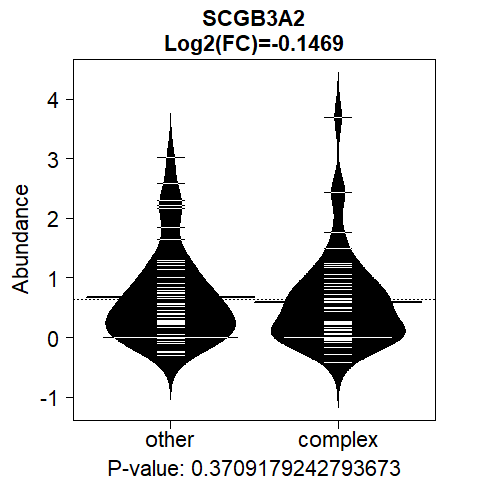 SCGB3A2
Log2(FC)=-0.1469
Abundance
4
3
2
1
0
-1
other complex
P-value: 0.3709179242793673